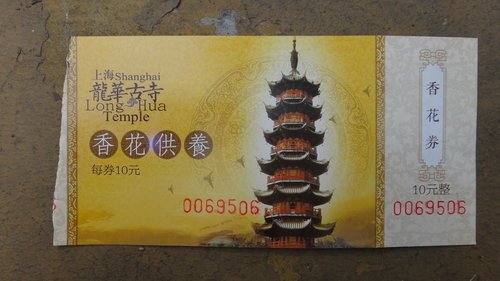 上海Shanghai
龍華古寺
Long Hua
Temple
香花供養
每券10元
0069506
香花券
10元整
0069506